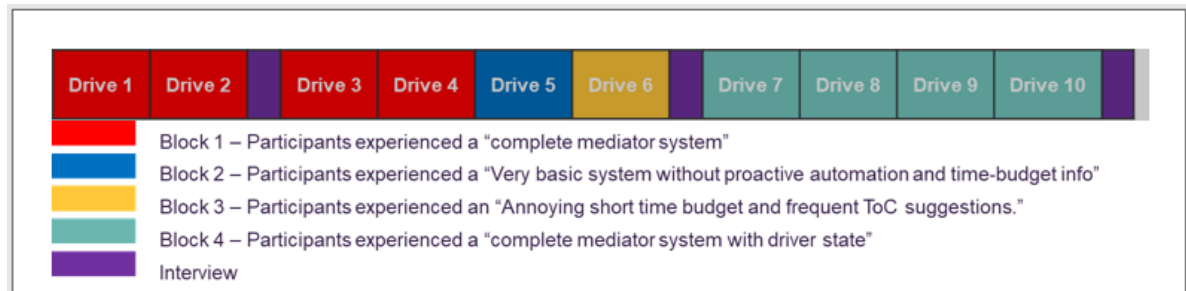 Drive 1 Drive 2 Drive 3 Drive 4 Drive 5 Drive 6 Drive 7 Drive 8 Drive 9 Drive 10
Block 1 – Participants experienced a “complete mediator system”
Block 2 – Participants experienced a “Very basic system without proactive automation and time-budget info”
Block 3 – Participants experienced an “Annoying short time budget and frequent ToC suggestions.”
Block 4 – Participants experienced a “complete mediator system with driver state”
Interview